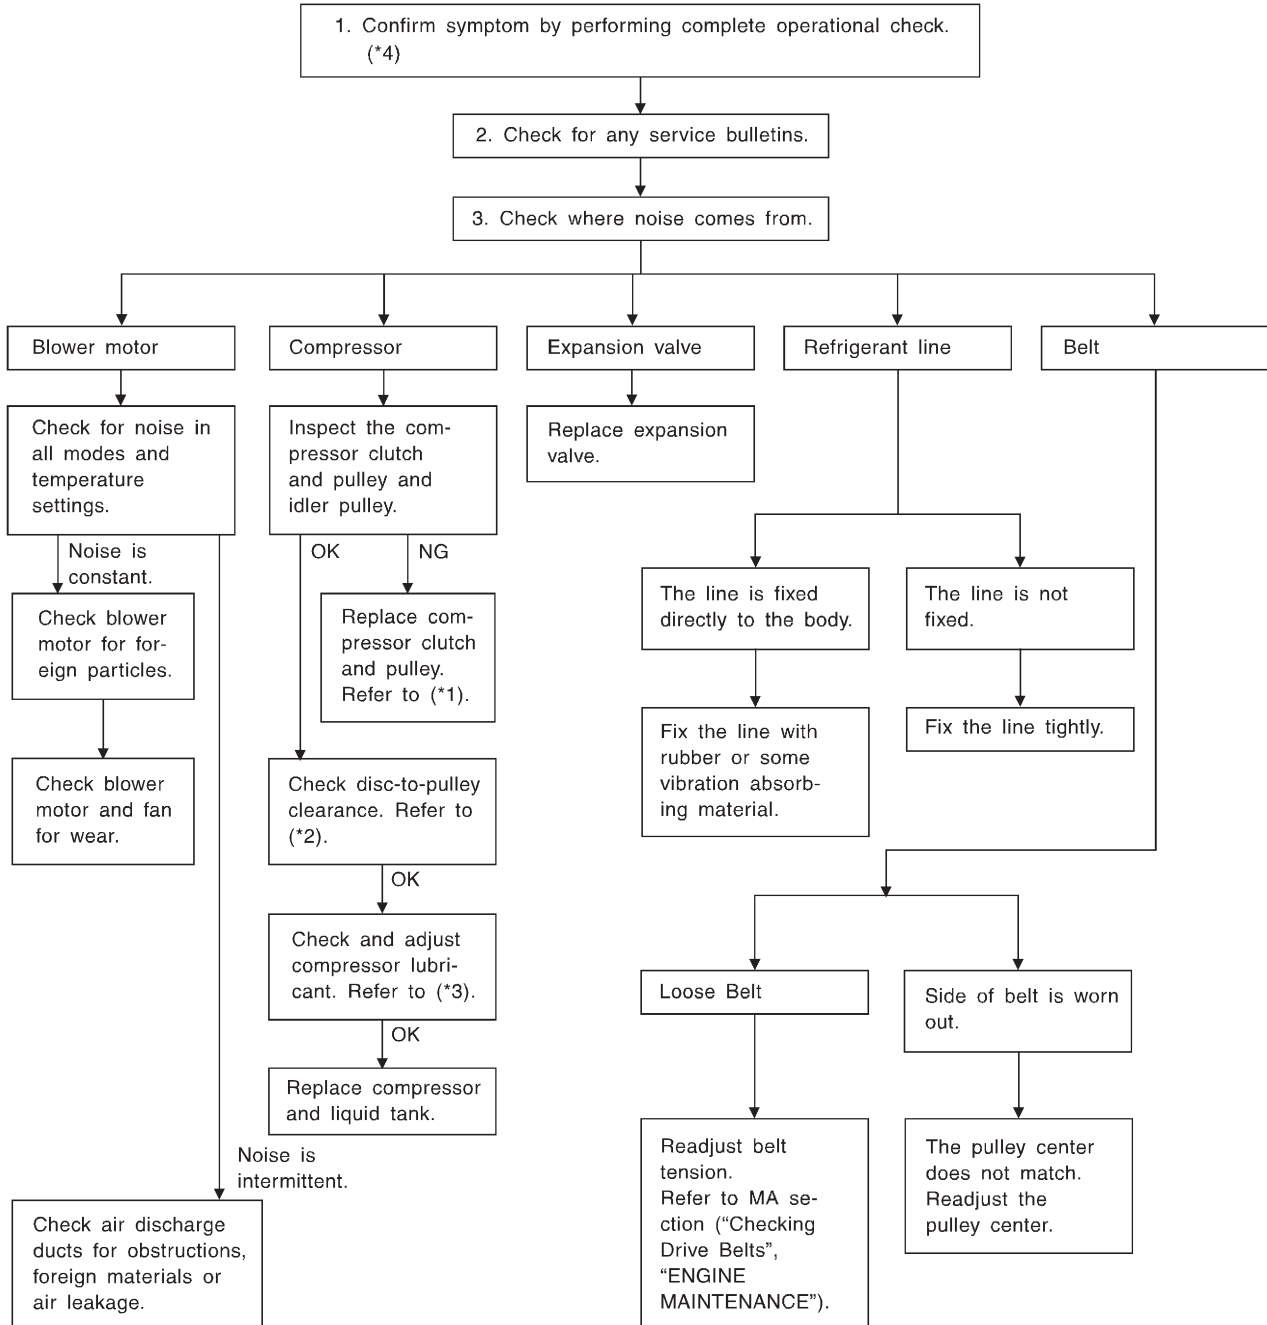 1. Confirm symptom by performing complete operational check.
(*4)
2. Check for any service bulletins.
3. Check where noise comes from.
Blower motor
Compressor
Expansion valve
Refrigerant line
Belt
Check for noise in
all modes and
temperature
settings.
Inspect the com-
pressor clutch
and pulley and
idler pulley.
Replace expansion
valve.
Noise is
constant.
OK
NG
Check blower
motor for for-
eign particles.
Replace com-
pressor clutch
and pulley.
Refer to (*1).
The line is fixed
directly to the body.
The line is not
fixed.
Check blower
motor and fan
for wear.
Check disc-to-pulley
clearance. Refer to
(*2).
Fix the line with
rubber or some
vibration absorb-
ing material.
Fix the line tightly.
OK
Check and adjust
compressor lubri-
cant. Refer to (*3).
OK
Replace compressor
and liquid tank.
Loose Belt
Side of belt is worn
out.
Noise is
intermittent.
Check air discharge
ducts for obstructions,
foreign materials or
air leakage.
Readjust belt
tension.
Refer to MA se-
ction (“Checking
Drive Belts”,
“ENGINE
MAINTENANCE”).
The pulley center
does not match.
Readjust the
pulley center.